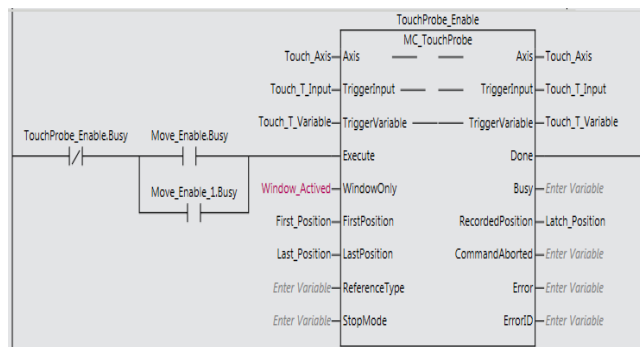 TouchProbe_Enable
MC_TouchProbe
Touch_Axis Axis Axis Touch_Axis
Touch_T_Input TriggerInput TriggerInput Touch_T_Input
Touch_T_Variable TriggerVariable TriggerVariable Touch_T_Variable
TouchProbe_Enable.Busy Move_Enable.Busy
Execute Done
Move_Enable_1.Busy Window_Actived WindowOnly Busy Enter Variable
First_Position FirstPosition RecordedPosition Latch_Position
Last_Position LastPosition CommandAborted Enter Variable
Enter Variable ReferenceType Error Enter Variable
Enter Variable StopMode ErrorID Enter Variable